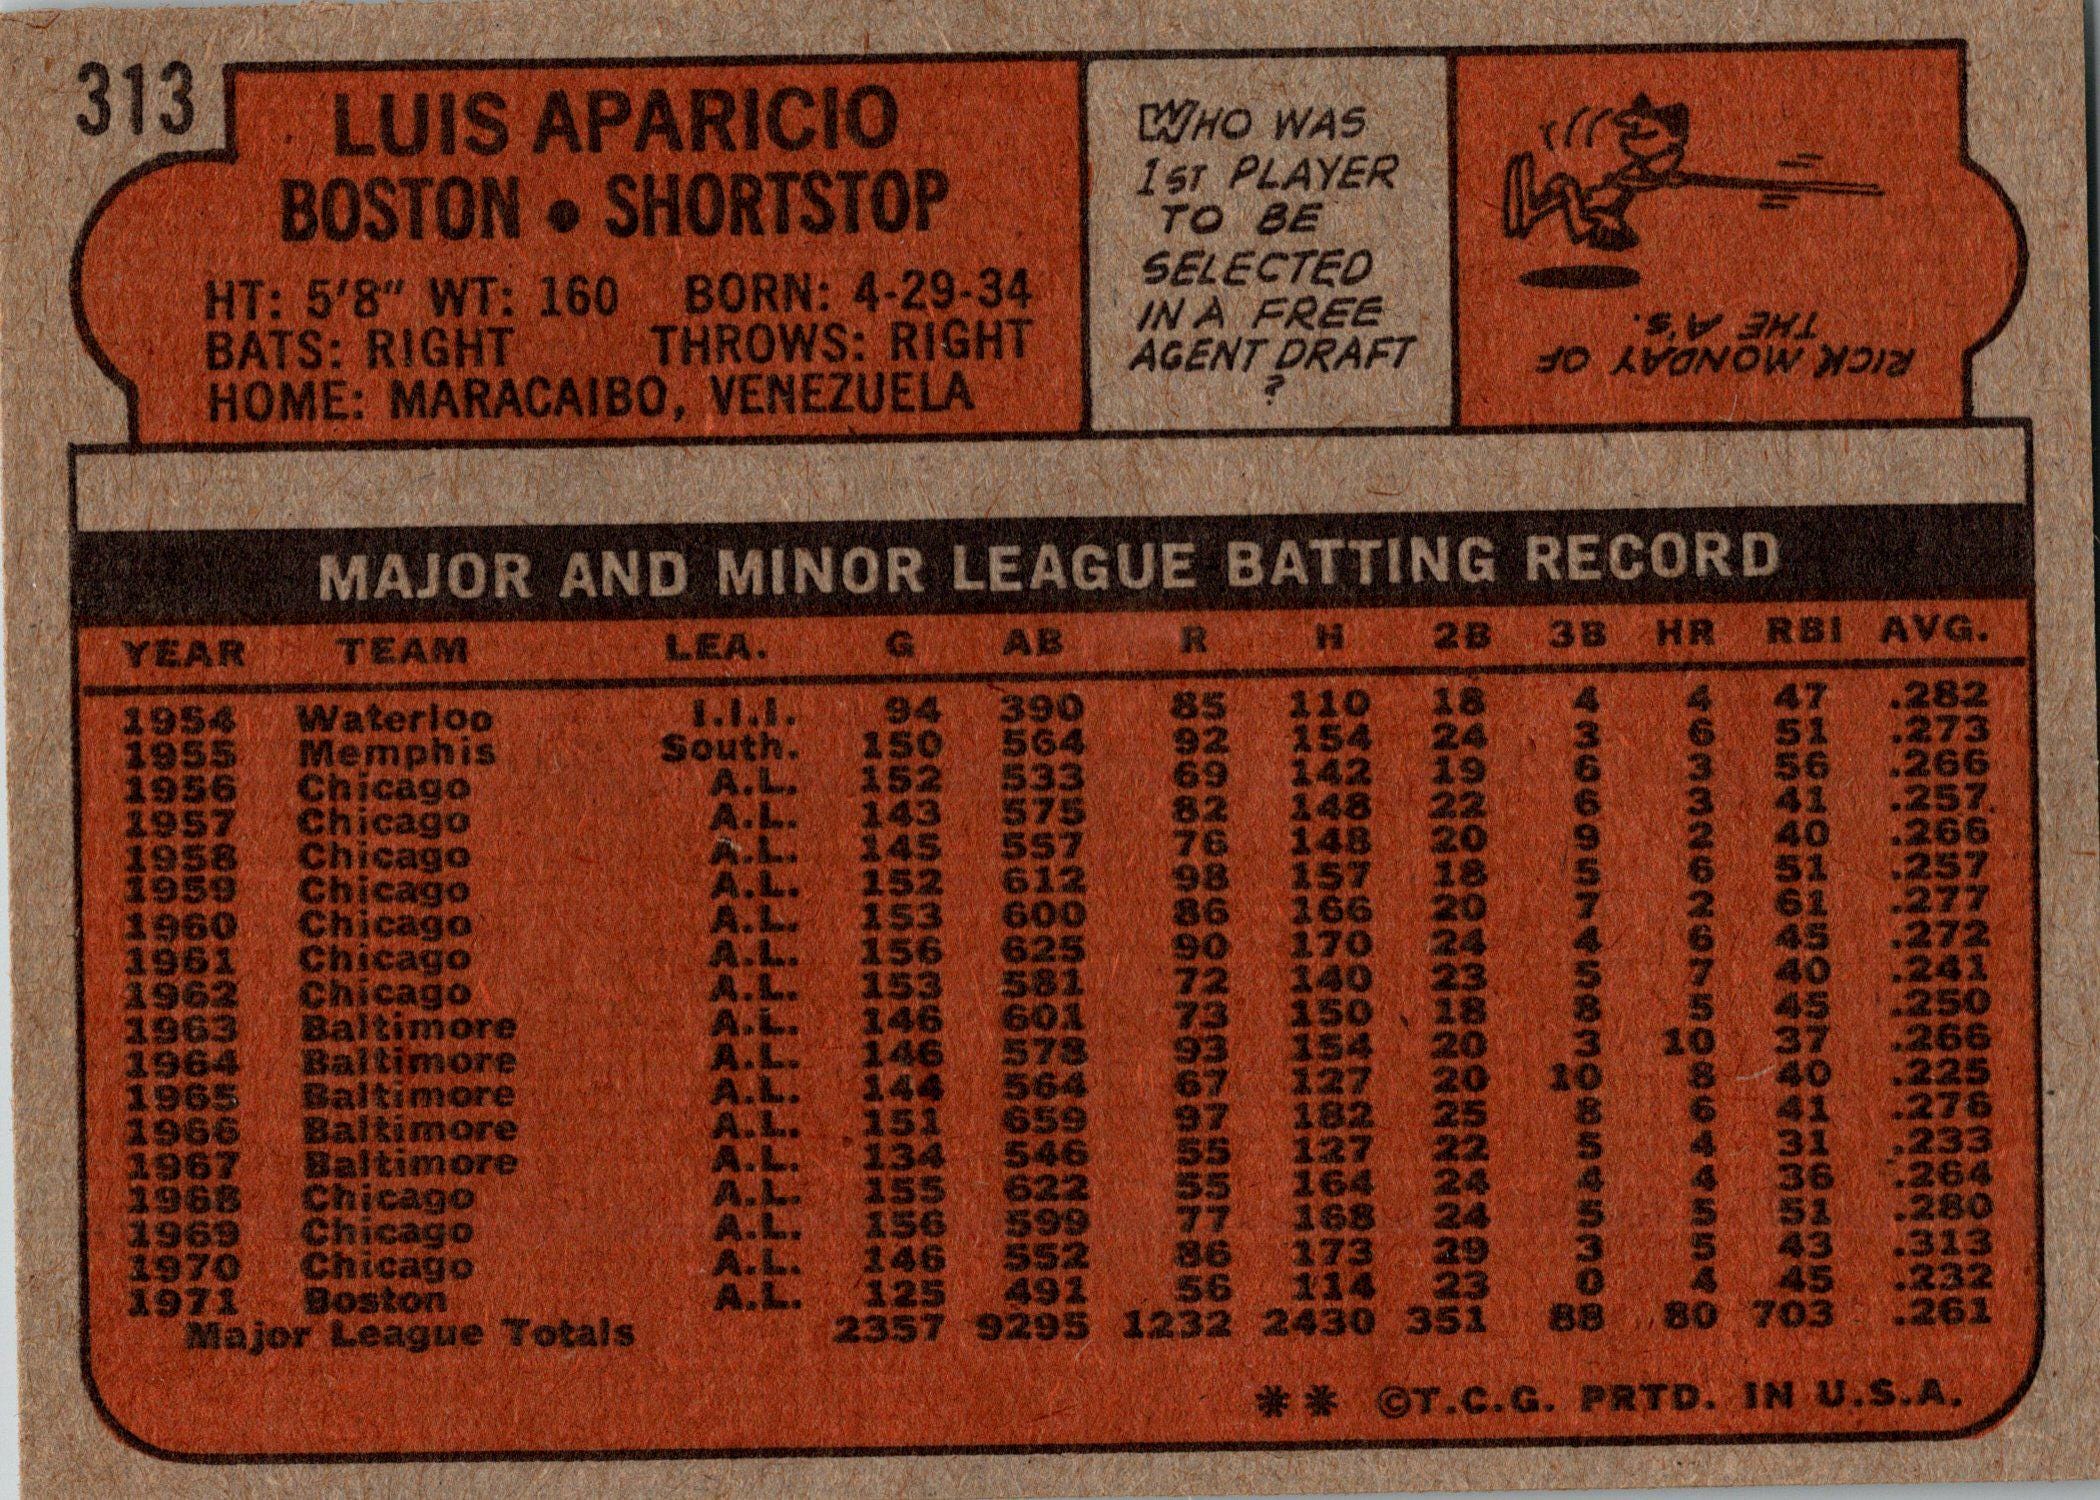 313
LUIS APARICIO
BOSTON • SHORTSTOP
HT: 5'8" WT: 160 BORN: 4-29-34
BATS: RIGHT THROWS: RIGHT
HOME: MARACAIBO, VENEZUELA
WHO WAS
1ST PLAYER
TO BE
SELECTED
IN A FREE
AGENT DRAFT
?
RICK MONDAY OF
THE A'S.
MAJOR AND MINOR LEAGUE BATTING RECORD
YEAR TEAM LEA. G AB R H 2B 3B HR RBI AVG.
1954 Waterloo I.I.I. 94 390 85 110 18 4 4 47 .282
1955 Memphis South. 150 564 92 154 24 3 6 51 .273
1956 Chicago A.L. 152 533 69 142 19 6 3 56 .266
1957 Chicago A.L. 143 575 82 148 22 6 3 41 .257
1958 Chicago A.L. 145 557 76 148 20 9 2 40 .266
1959 Chicago A.L. 152 612 98 157 18 5 6 51 .257
1960 Chicago A.L. 153 600 86 166 20 7 2 61 .277
1961 Chicago A.L. 156 625 90 170 24 4 6 45 .272
1962 Chicago A.L. 153 581 72 140 23 5 7 40 .241
1963 Baltimore A.L. 146 601 73 150 18 8 5 45 .250
1964 Baltimore A.L. 146 578 93 154 20 3 10 37 .266
1965 Baltimore A.L. 144 564 67 127 20 10 8 40 .225
1966 Baltimore A.L. 151 659 97 182 25 8 6 41 .276
1967 Baltimore A.L. 134 546 55 127 22 5 4 31 .233
1968 Chicago A.L. 155 622 55 164 24 4 4 36 .264
1969 Chicago A.L. 156 599 77 168 24 5 5 51 .280
1970 Chicago A.L. 146 552 86 173 29 3 5 43 .313
1971 Boston A.L. 125 491 56 114 23 0 4 45 .232
Major League Totals 2357 9295 1232 2430 351 88 80 703 .261
** ©T.C.G. PRTD. IN U.S.A.